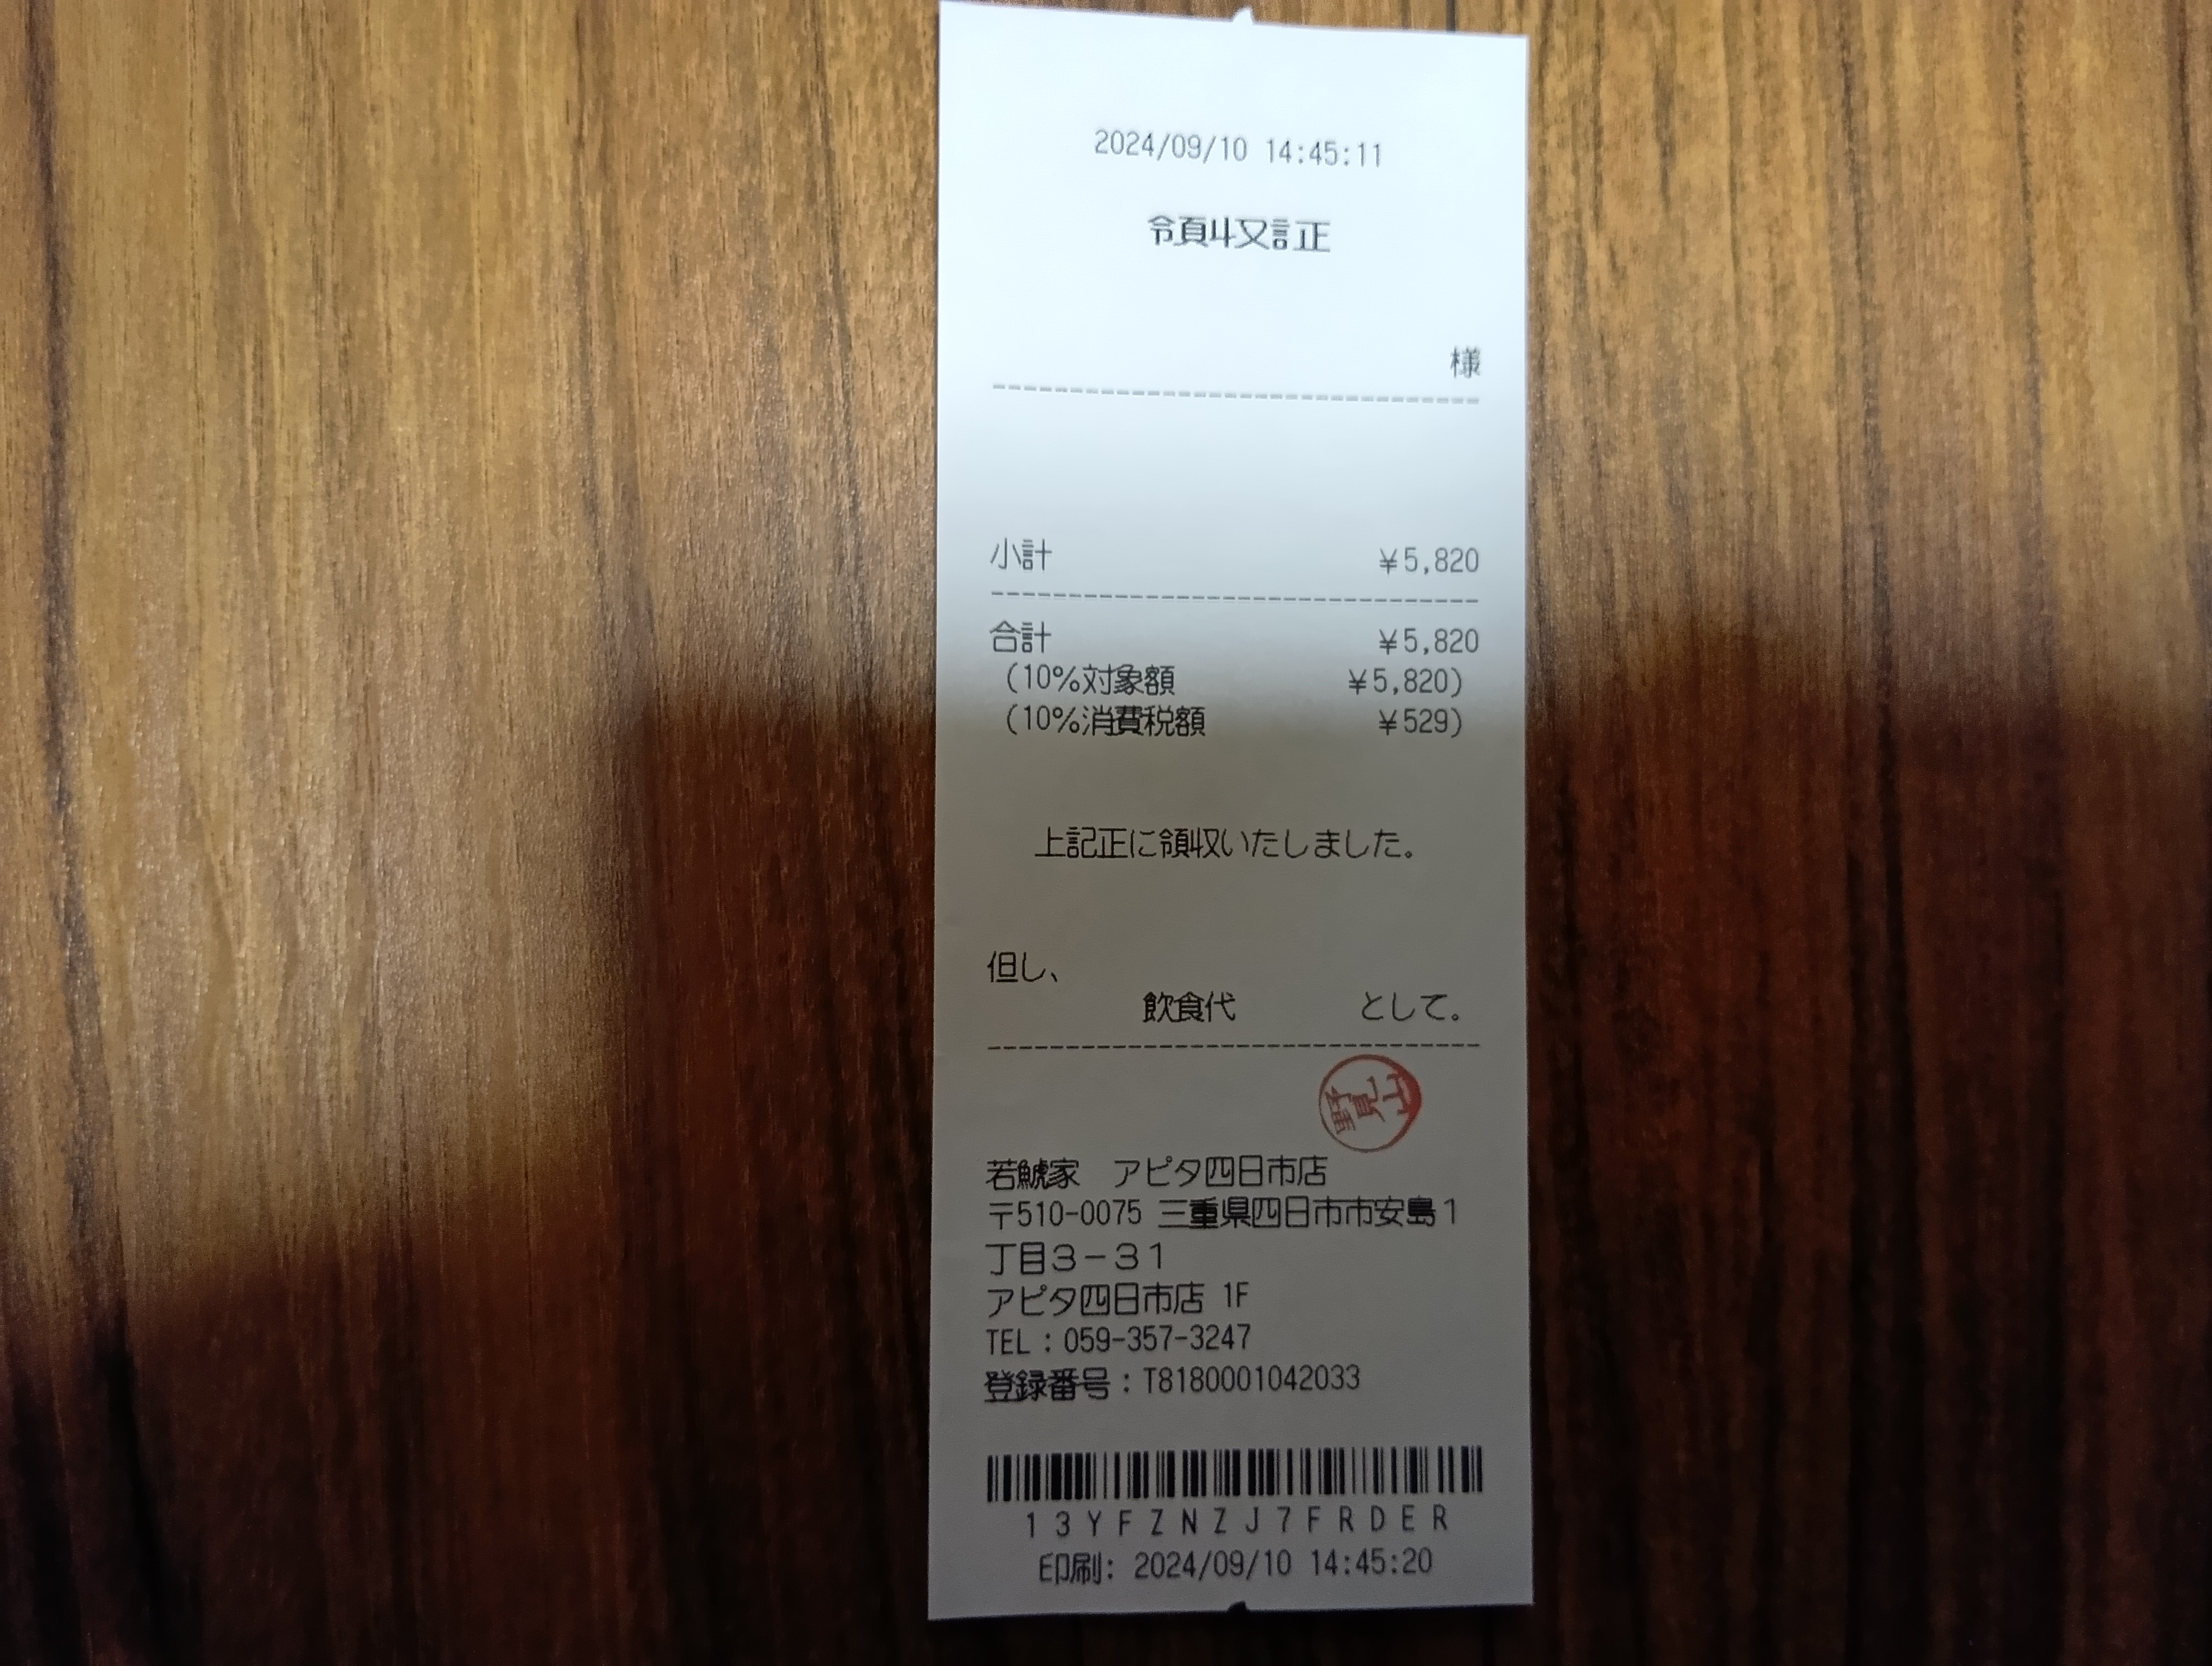 2024/09/10 14:45:11
領収証
様
小計 ¥5,820
合計 ¥5,820
(10%対象額 ¥5,820)
(10%消費税額 ¥529)
上記正に領収いたしました。
但し、
飲食代 として。
若鯱家 アピタ四日市店
〒510-0075 三重県四日市市安島1
丁目3-31
アピタ四日市店 1F
TEL:059-357-3247
登録番号:T8180001042033
13YFZNZJ7FRDER
印刷: 2024/09/10 14:45:20